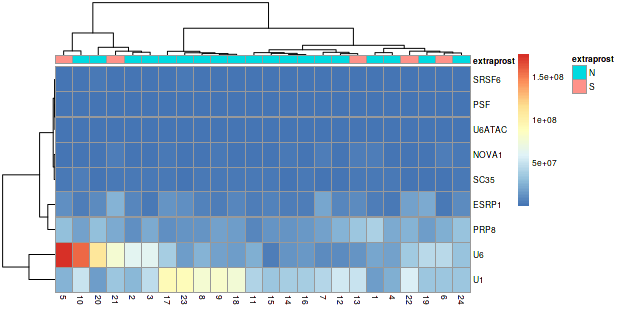 extraprost
SRSF6
PSF
U6ATAC
NOVA1
SC35
ESRP1
PRP8
U6
U1
5 10 20 21 2 3 17 23 8 9 18 11 15 14 16 7 12 13 1 4 22 19 6 24
1.5e+08
1e+08
5e+07
extraprost
N
S